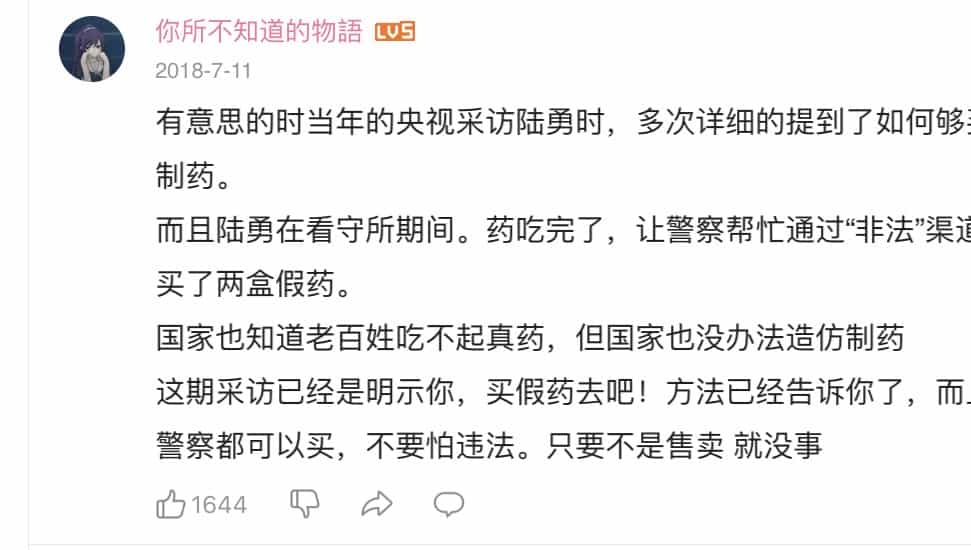 你所不知道的物語 LV5
2018-7-11
有意思的时当年的央视采访陆勇时，多次详细的提到了如何够
制药。
而且陆勇在看守所期间。药吃完了，让警察帮忙通过“非法”渠道
买了两盒假药。
国家也知道老百姓吃不起真药，但国家也没办法造仿制药
这期采访已经是明示你，买假药去吧！方法已经告诉你了，而
警察都可以买，不要怕违法。只要不是售卖 就没事
1644